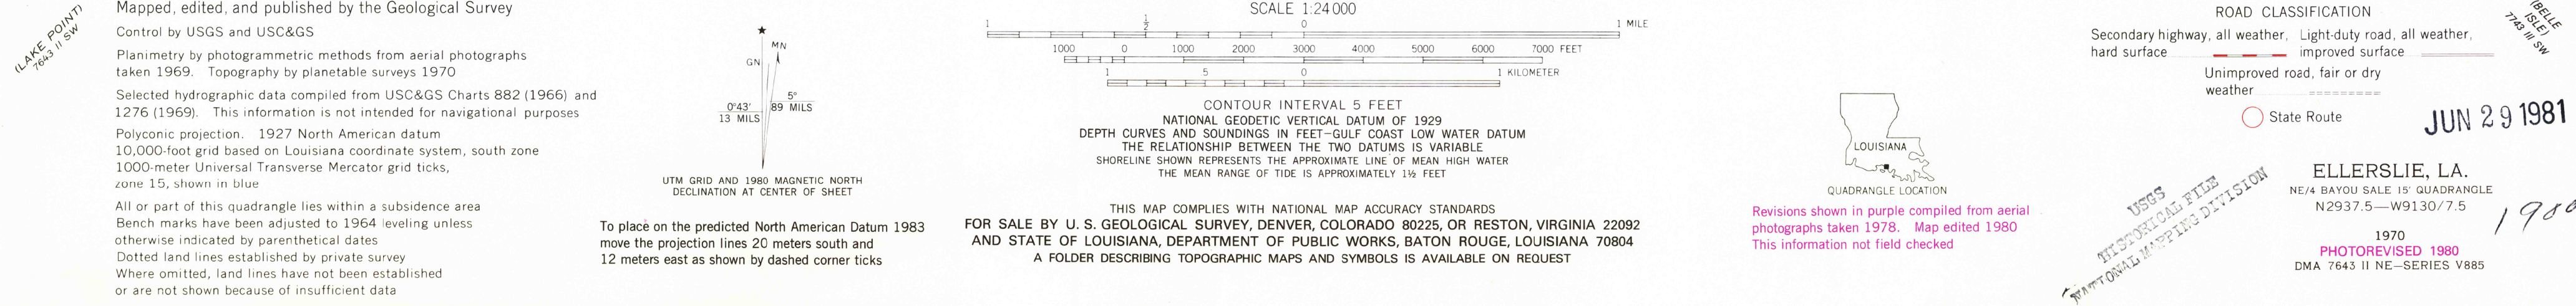 (LAKE POINT)
7643 II SW
Mapped, edited, and published by the Geological Survey
Control by USGS and USC&GS
Planimetry by photogrammetric methods from aerial photographs
taken 1969. Topography by planetable surveys 1970
Selected hydrographic data compiled from USC&GS Charts 882 (1966) and
1276 (1969). This information is not intended for navigational purposes
Polyconic projection. 1927 North American datum
10,000-foot grid based on Louisiana coordinate system, south zone
1000-meter Universal Transverse Mercator grid ticks,
zone 15, shown in blue
All or part of this quadrangle lies within a subsidence area
Bench marks have been adjusted to 1964 leveling unless
otherwise indicated by parenthetical dates
Dotted land lines established by private survey
Where omitted, land lines have not been established
or are not shown because of insufficient data
MN
GN
5°
0°43' 89 MILS
13 MILS
UTM GRID AND 1980 MAGNETIC NORTH
DECLINATION AT CENTER OF SHEET
To place on the predicted North American Datum 1983
move the projection lines 20 meters south and
12 meters east as shown by dashed corner ticks
SCALE 1:24 000
1 ½ 0 1 MILE
1000 0 1000 2000 3000 4000 5000 6000 7000 FEET
1 5 0 1 KILOMETER
CONTOUR INTERVAL 5 FEET
NATIONAL GEODETIC VERTICAL DATUM OF 1929
DEPTH CURVES AND SOUNDINGS IN FEET—GULF COAST LOW WATER DATUM
THE RELATIONSHIP BETWEEN THE TWO DATUMS IS VARIABLE
SHORELINE SHOWN REPRESENTS THE APPROXIMATE LINE OF MEAN HIGH WATER
THE MEAN RANGE OF TIDE IS APPROXIMATELY 1½ FEET
THIS MAP COMPLIES WITH NATIONAL MAP ACCURACY STANDARDS
FOR SALE BY U. S. GEOLOGICAL SURVEY, DENVER, COLORADO 80225, OR RESTON, VIRGINIA 22092
AND STATE OF LOUISIANA, DEPARTMENT OF PUBLIC WORKS, BATON ROUGE, LOUISIANA 70804
A FOLDER DESCRIBING TOPOGRAPHIC MAPS AND SYMBOLS IS AVAILABLE ON REQUEST
LOUISIANA
QUADRANGLE LOCATION
Revisions shown in purple compiled from aerial
photographs taken 1978. Map edited 1980
This information not field checked
ROAD CLASSIFICATION
Secondary highway, all weather, Light-duty road, all weather,
hard surface improved surface
Unimproved road, fair or dry
weather
State Route
(BELLE
ISLE)
7743 III SW
JUN 29 1981
USGS
HISTORICAL FILE
NATIONAL MAPPING DIVISION
ELLERSLIE, LA.
NE/4 BAYOU SALE 15' QUADRANGLE
N2937.5—W9130/7.5
1970
PHOTOREVISED 1980
DMA 7643 II NE—SERIES V885